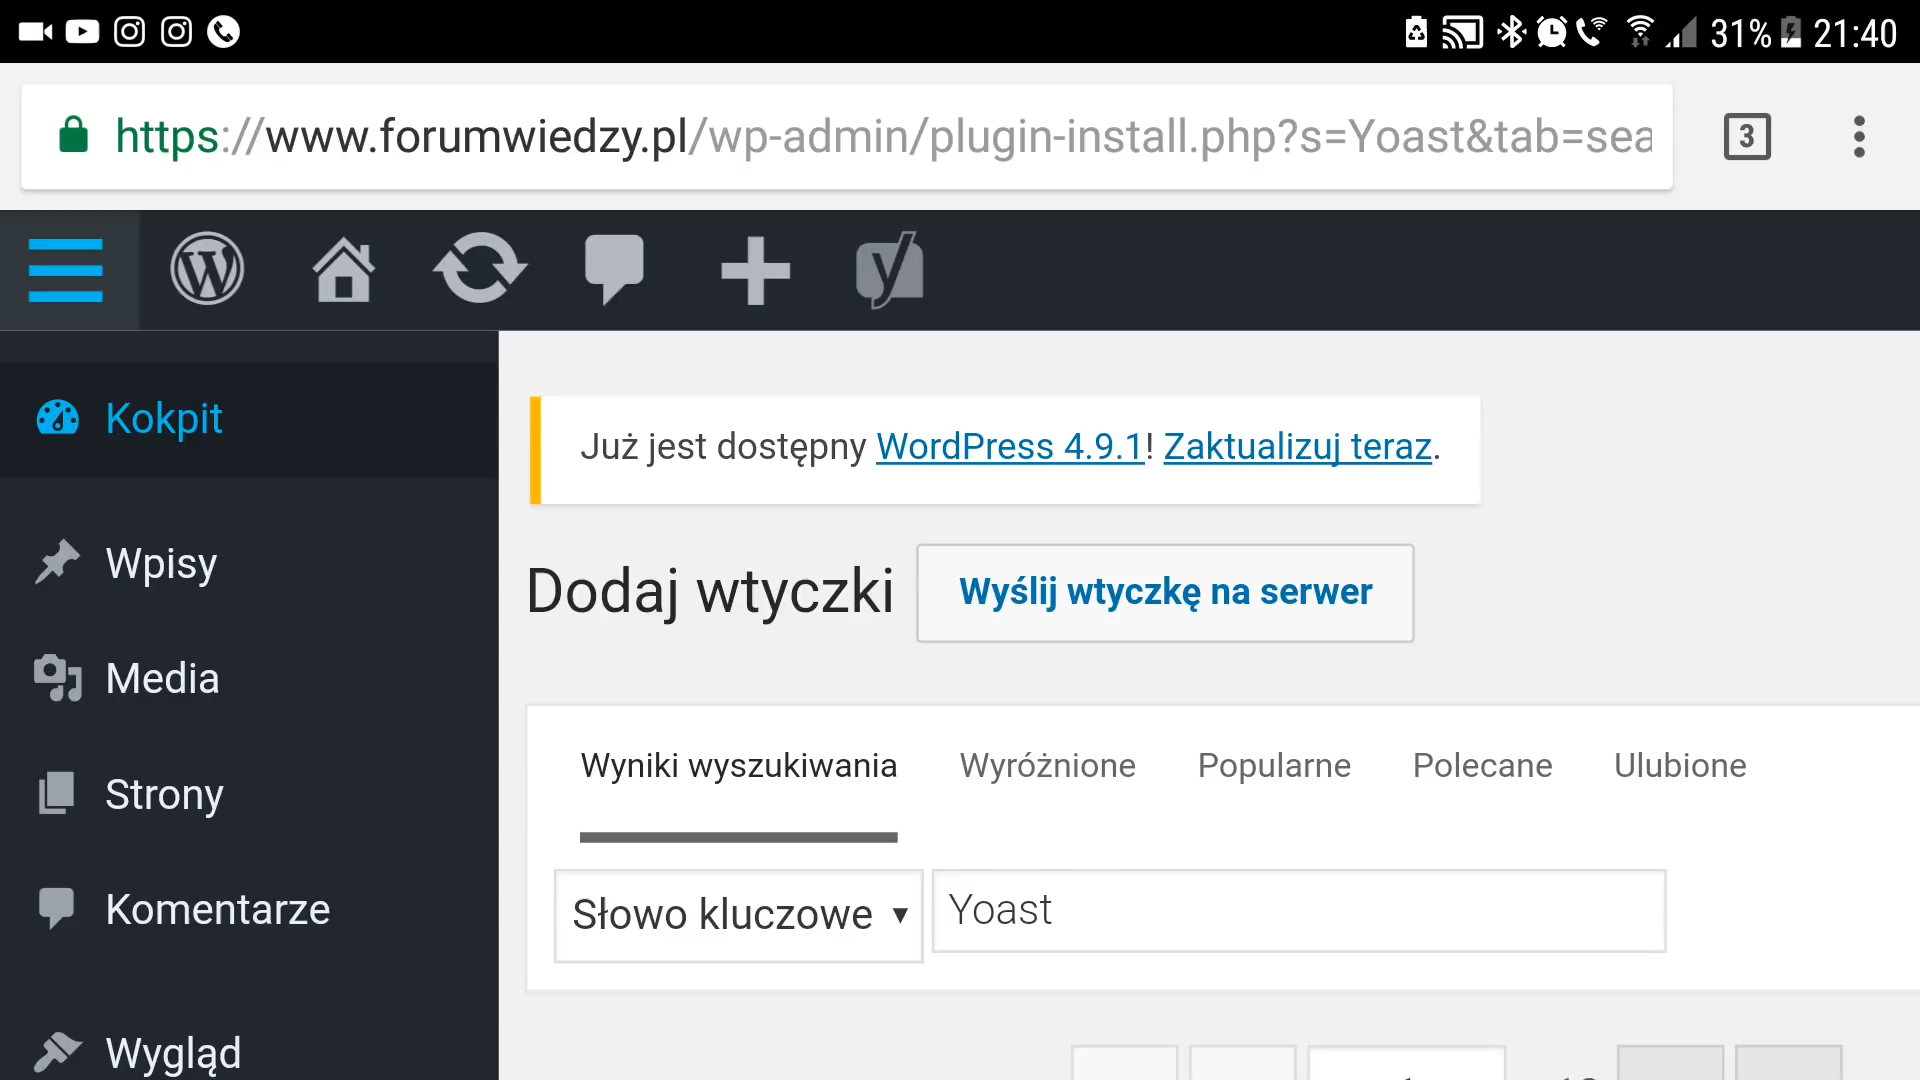 31% 21:40
https://www.forumwiedzy.pl/wp-admin/plugin-install.php?s=Yoast&tab=sea
3
Kokpit
Już jest dostępny WordPress 4.9.1! Zaktualizuj teraz.
Wpisy
Dodaj wtyczki Wyślij wtyczkę na serwer
Media
Wyniki wyszukiwania Wyróżnione Popularne Polecane Ulubione
Strony
Słowo kluczowe Yoast
Komentarze
Wygląd